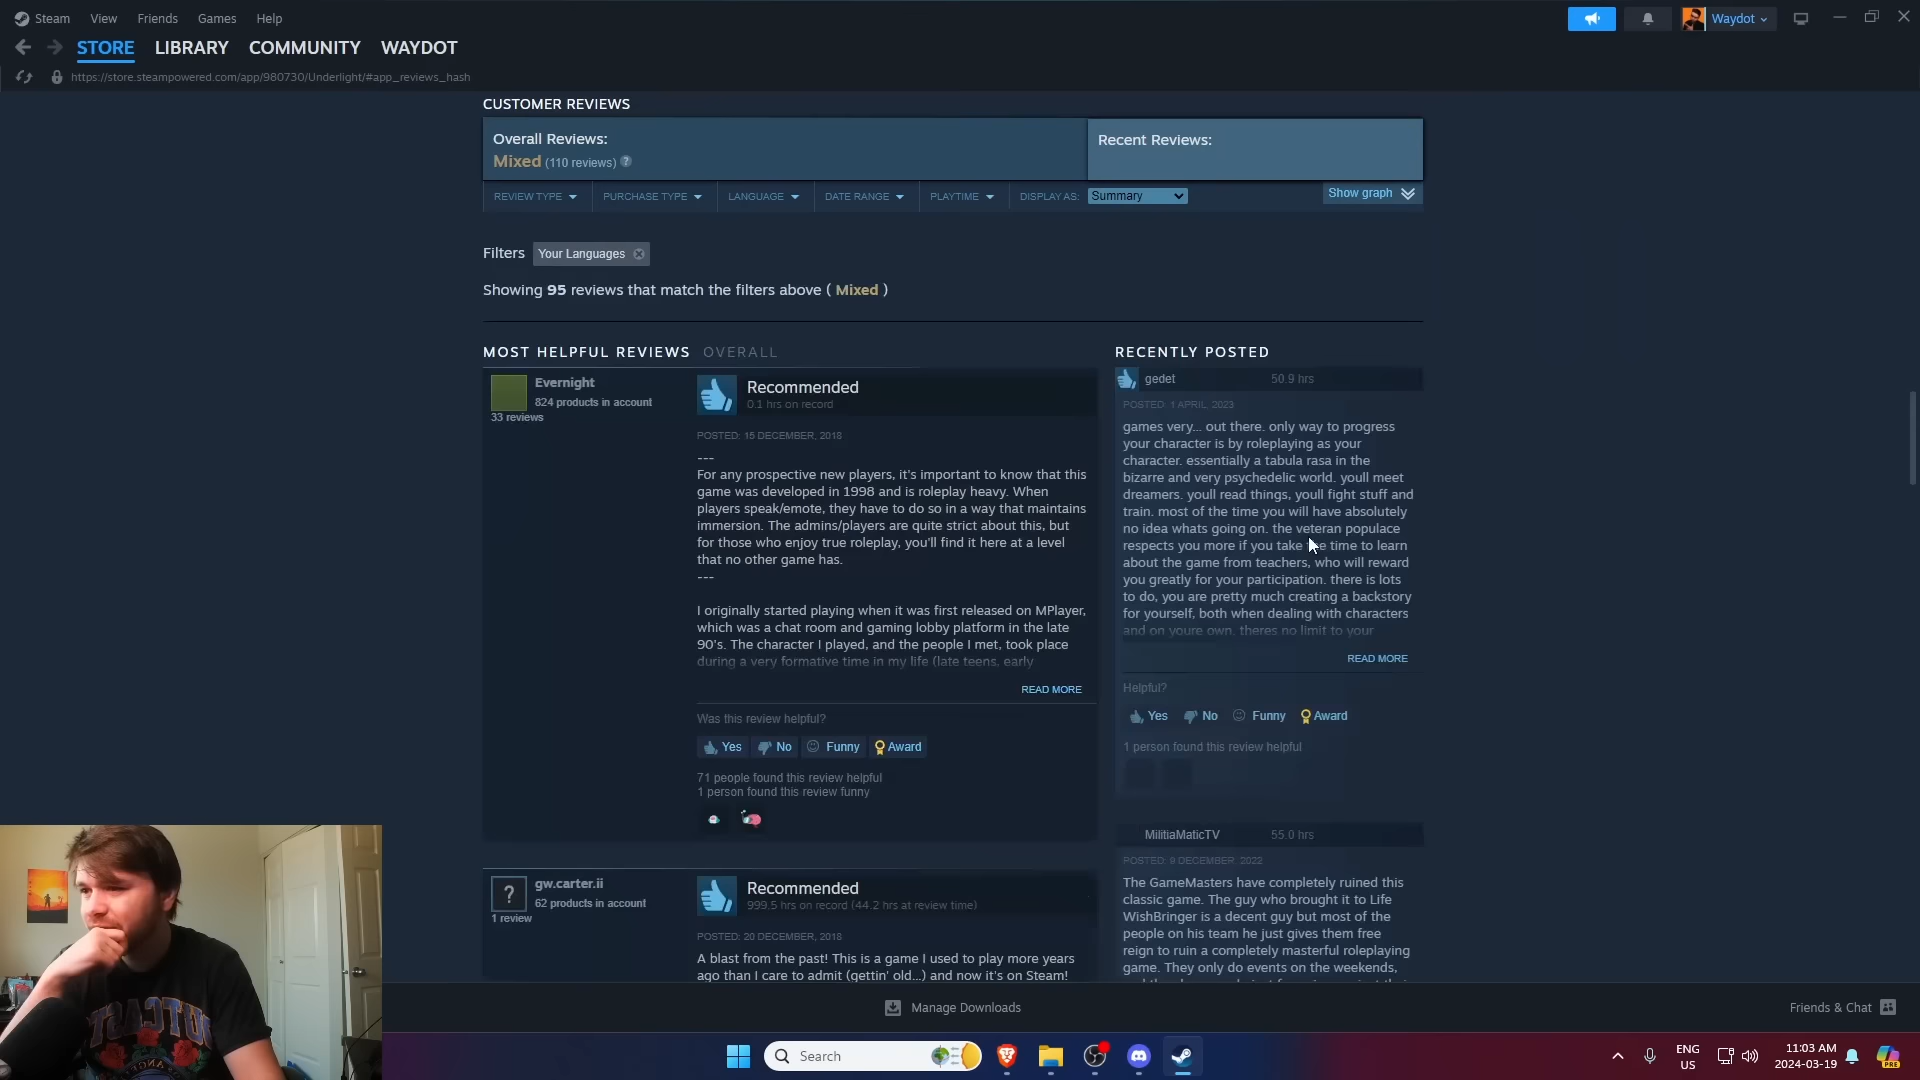 Steam View Friends Games Help
Waydot
STORE LIBRARY COMMUNITY WAYDOT
https://store.steampowered.com/app/980730/Underlight/#app_reviews_hash
CUSTOMER REVIEWS
Overall Reviews:
Mixed (110 reviews) ?
Recent Reviews:
REVIEW TYPE PURCHASE TYPE LANGUAGE DATE RANGE PLAYTIME DISPLAY AS: Summary Show graph
Filters Your Languages
Showing 95 reviews that match the filters above ( Mixed )
MOST HELPFUL REVIEWS OVERALL
Evernight
824 products in account
33 reviews
Recommended
0.1 hrs on record
POSTED: 15 DECEMBER, 2018
---
For any prospective new players, it's important to know that this
game was developed in 1998 and is roleplay heavy. When
players speak/emote, they have to do so in a way that maintains
immersion. The admins/players are quite strict about this, but
for those who enjoy true roleplay, you'll find it here at a level
that no other game has.
---
I originally started playing when it was first released on MPlayer,
which was a chat room and gaming lobby platform in the late
90's. The character I played, and the people I met, took place
during a very formative time in my life (late teens, early
READ MORE
Was this review helpful?
Yes No Funny Award
71 people found this review helpful
1 person found this review funny
?
gw.carter.ii
62 products in account
1 review
Recommended
999.5 hrs on record (44.2 hrs at review time)
POSTED: 20 DECEMBER, 2018
A blast from the past! This is a game I used to play more years
ago than I care to admit (gettin' old...) and now it's on Steam!
RECENTLY POSTED
gedet 50.9 hrs
POSTED: 1 APRIL, 2023
games very... out there. only way to progress
your character is by roleplaying as your
character. essentially a tabula rasa in the
bizarre and very psychedelic world. youll meet
dreamers. youll read things, youll fight stuff and
train. most of the time you will have absolutely
no idea whats going on. the veteran populace
respects you more if you take the time to learn
about the game from teachers, who will reward
you greatly for your participation. there is lots
to do, you are pretty much creating a backstory
for yourself, both when dealing with characters
and on youre own. theres no limit to your
READ MORE
Helpful?
Yes No Funny Award
1 person found this review helpful
MilitiaMaticTV 55.0 hrs
POSTED: 9 DECEMBER, 2022
The GameMasters have completely ruined this
classic game. The guy who brought it to Life
WishBringer is a decent guy but most of the
people on his team he just gives them free
reign to ruin a completely masterful roleplaying
game. They only do events on the weekends,
Manage Downloads
Friends & Chat
Search
ENG
US
11:03 AM
2024-03-19
PRE